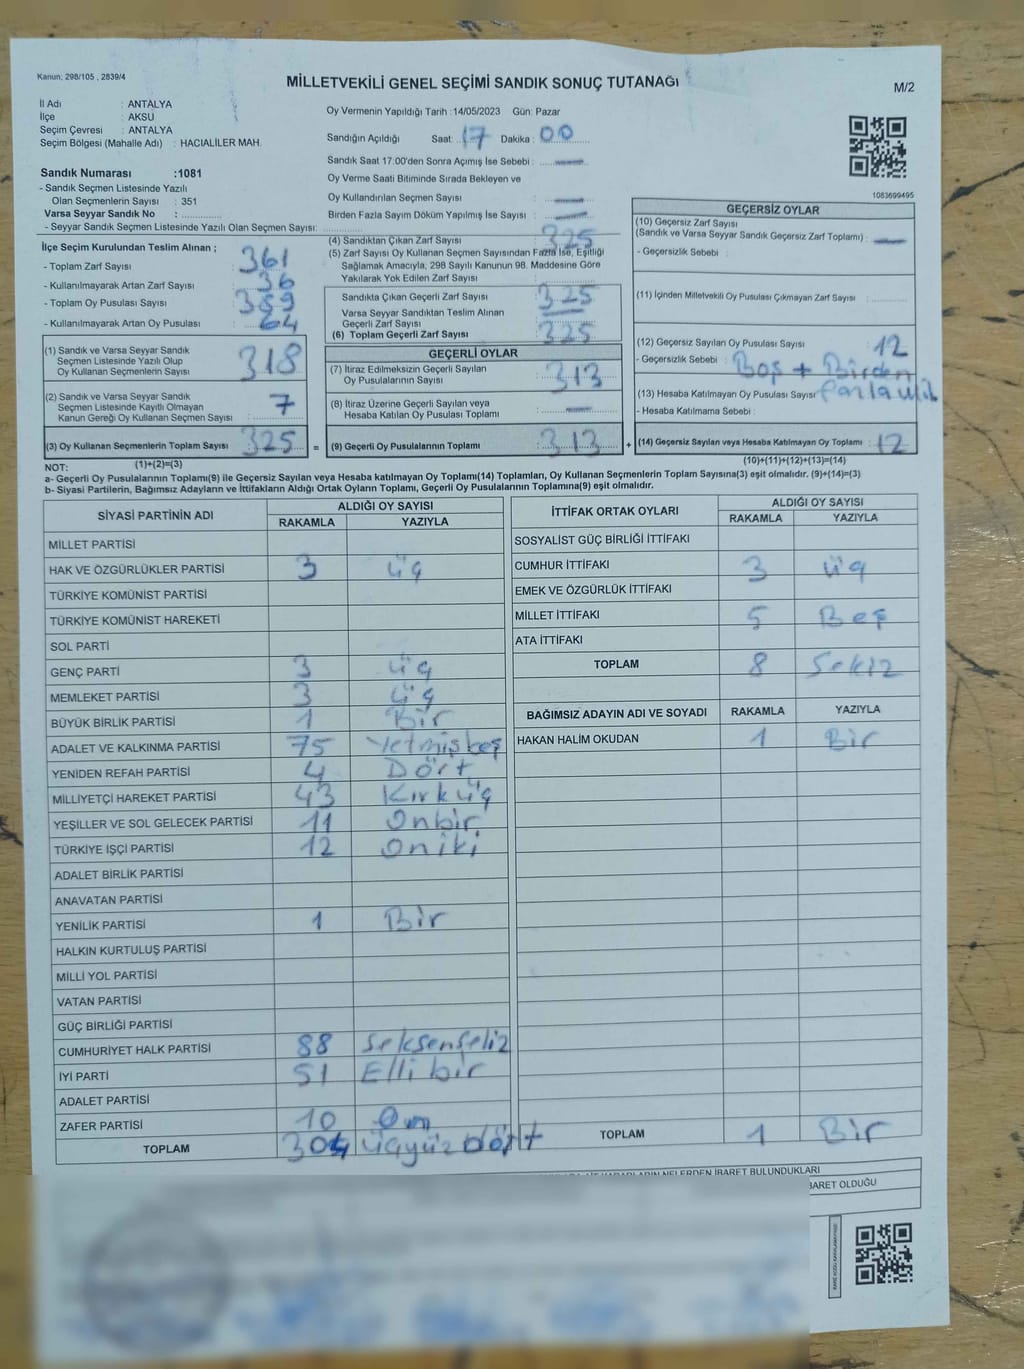 Kanun; 298/105 , 2839/4
MİLLETVEKİLİ GENEL SEÇİMİ SANDIK SONUÇ TUTANAĞI
M/2
İl Adı : ANTALYA
İlçe : AKSU
Seçim Çevresi : ANTALYA
Seçim Bölgesi (Mahalle Adı) : HACIALİLER MAH.
Sandık Numarası :1081
- Sandık Seçmen Listesinde Yazılı
Olan Seçmenlerin Sayısı : 351
Varsa Seyyar Sandık No :
- Seyyar Sandık Seçmen Listesinde Yazılı Olan Seçmen Sayısı:
Oy Vermenin Yapıldığı Tarih :14/05/2023 Gün: Pazar
Sandığın Açıldığı Saat: 17 Dakika : 00
Sandık Saat 17:00'den Sonra Açımış İse Sebebi : —
Oy Verme Saati Bitiminde Sırada Bekleyen ve
Oy Kullandırılan Seçmen Sayısı : —
Birden Fazla Sayım Döküm Yapılmış İse Sayısı : —
1083699495
İlçe Seçim Kurulundan Teslim Alınan ;
- Toplam Zarf Sayısı : 361
- Kullanılmayarak Artan Zarf Sayısı : 36
- Toplam Oy Pusulası Sayısı : 389
- Kullanılmayarak Artan Oy Pusulası : 64
(4) Sandıktan Çıkan Zarf Sayısı : 325
(5) Zarf Sayısı Oy Kullanan Seçmen Sayısından Fazla İse, Eşitliği
Sağlamak Amacıyla, 298 Sayılı Kanunun 98. Maddesine Göre
Yakılarak Yok Edilen Zarf Sayısı :
Sandıkta Çıkan Geçerli Zarf Sayısı : 325
Varsa Seyyar Sandıktan Teslim Alınan
Geçerli Zarf Sayısı : —
(6) Toplam Geçerli Zarf Sayısı : 325
GEÇERSİZ OYLAR
(10) Geçersiz Zarf Sayısı
(Sandık ve Varsa Seyyar Sandık Geçersiz Zarf Toplamı) : —
- Geçersizlik Sebebi :
(11) İçinden Milletvekili Oy Pusulası Çıkmayan Zarf Sayısı :
(12) Geçersiz Sayılan Oy Pusulası Sayısı : 12
- Geçersizlik Sebebi : Boş + Birden
(13) Hesaba Katılmayan Oy Pusulası Sayısı
- Hesaba Katılmama Sebebi :
(14) Geçersiz Sayılan veya Hesaba Katılmayan Oy Toplamı : 12
(10)+(11)+(12)+(13)=(14)
(1) Sandık ve Varsa Seyyar Sandık
Seçmen Listesinde Yazılı Olup
Oy Kullanan Seçmenlerin Sayısı : 318
(2) Sandık ve Varsa Seyyar Sandık
Seçmen Listesinde Kayıtlı Olmayan
Kanun Gereği Oy Kullanan Seçmen Sayısı : 7
(3) Oy Kullanan Seçmenlerin Toplam Sayısı : 325 =
(1)+(2)=(3)
GEÇERLİ OYLAR
(7) İtiraz Edilmeksizin Geçerli Sayılan
Oy Pusulalarının Sayısı : 313
(8) İtiraz Üzerine Geçerli Sayılan veya
Hesaba Katılan Oy Pusulası Toplamı : —
(9) Geçerli Oy Pusulalarının Toplamı : 313 +
NOT:
a- Geçerli Oy Pusulalarının Toplamı(9) ile Geçersiz Sayılan veya Hesaba katılmayan Oy Toplamı(14) Toplamları, Oy Kullanan Seçmenlerin Toplam Sayısına(3) eşit olmalıdır. (9)+(14)=(3)
b- Siyasi Partilerin, Bağımsız Adayların ve İttifakların Aldığı Ortak Oyların Toplamı, Geçerli Oy Pusulalarının Toplamına(9) eşit olmalıdır.
SİYASİ PARTİNİN ADI ALDIĞI OY SAYISI
RAKAMLA YAZIYLA
MİLLET PARTİSİ
HAK VE ÖZGÜRLÜKLER PARTİSİ 3 üç
TÜRKİYE KOMÜNİST PARTİSİ
TÜRKİYE KOMÜNİST HAREKETİ
SOL PARTİ
GENÇ PARTİ 3 üç
MEMLEKET PARTİSİ 3 üç
BÜYÜK BİRLİK PARTİSİ 1 Bir
ADALET VE KALKINMA PARTİSİ 75 Yetmişbeş
YENİDEN REFAH PARTİSİ 4 Dört
MİLLİYETÇİ HAREKET PARTİSİ 43 Kırk üç
YEŞİLLER VE SOL GELECEK PARTİSİ 11 Onbir
TÜRKİYE İŞÇİ PARTİSİ 12 Oniki
ADALET BİRLİK PARTİSİ
ANAVATAN PARTİSİ
YENİLİK PARTİSİ 1 Bir
HALKIN KURTULUŞ PARTİSİ
MİLLİ YOL PARTİSİ
VATAN PARTİSİ
GÜÇ BİRLİĞİ PARTİSİ
CUMHURİYET HALK PARTİSİ 88
İYİ PARTİ 51 Elli bir
ADALET PARTİSİ
ZAFER PARTİSİ 10 On
TOPLAM 304 üçyüz dört
İTTİFAK ORTAK OYLARI ALDIĞI OY SAYISI
RAKAMLA YAZIYLA
SOSYALİST GÜÇ BİRLİĞİ İTTİFAKI
CUMHUR İTTİFAKI 3 üç
EMEK VE ÖZGÜRLÜK İTTİFAKI
MİLLET İTTİFAKI 5 Beş
ATA İTTİFAKI
TOPLAM 8 Sekiz
BAĞIMSIZ ADAYIN ADI VE SOYADI RAKAMLA YAZIYLA
HAKAN HALİM OKUDAN 1 Bir
TOPLAM 1 Bir
NELERDEN İBARET BULUNDUKLARI
İBARET OLDUĞU